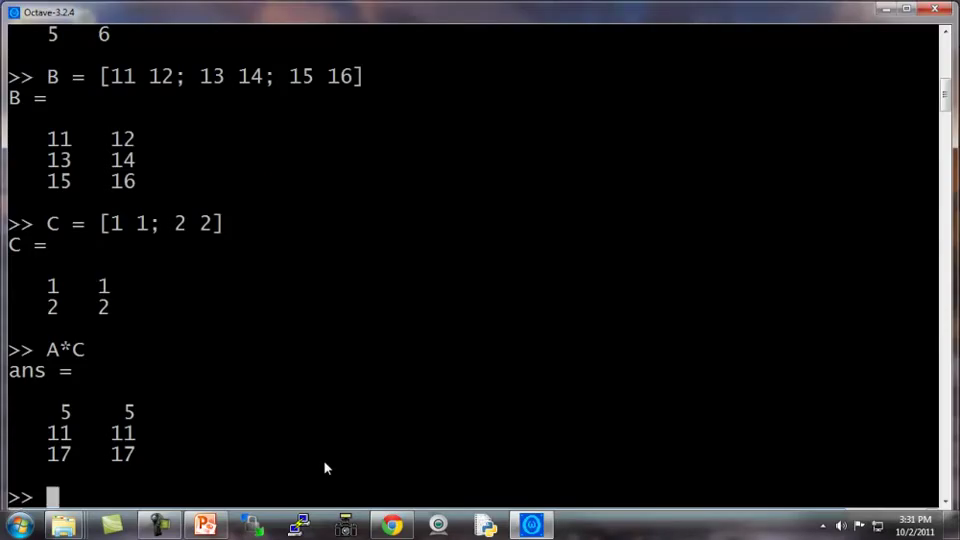 Octave-3.2.4
5 6
>> B = [11 12; 13 14; 15 16]
B =
11 12
13 14
15 16
>> C = [1 1; 2 2]
C =
1 1
2 2
>> A*C
ans =
5 5
11 11
17 17
>>
3:31 PM
10/2/2011